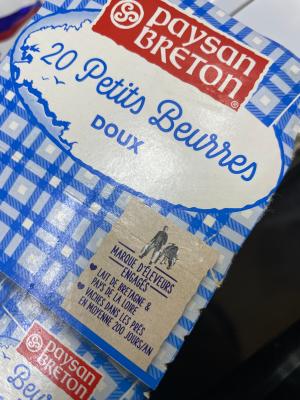 paysan
BRETON®
20 Petits Beurres
DOUX
MARQUE D'ÉLEVEURS
ENGAGÉS
LAIT DE BRETAGNE &
PAYS DE LA LOIRE
VACHES DANS LES PRÉS
EN MOYENNE 200 JOURS/AN
paysan
BRETON
Beur